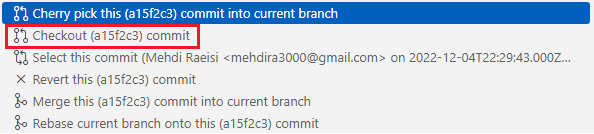 Cherry pick this (a15f2c3) commit into current branch
Checkout (a15f2c3) commit
Select this commit (Mehdi Raeisi <mehdira3000@gmail.com> on 2022-12-04T22:29:43.000Z...
Revert this (a15f2c3) commit
Merge this (a15f2c3) commit into current branch
Rebase current branch onto this (a15f2c3) commit